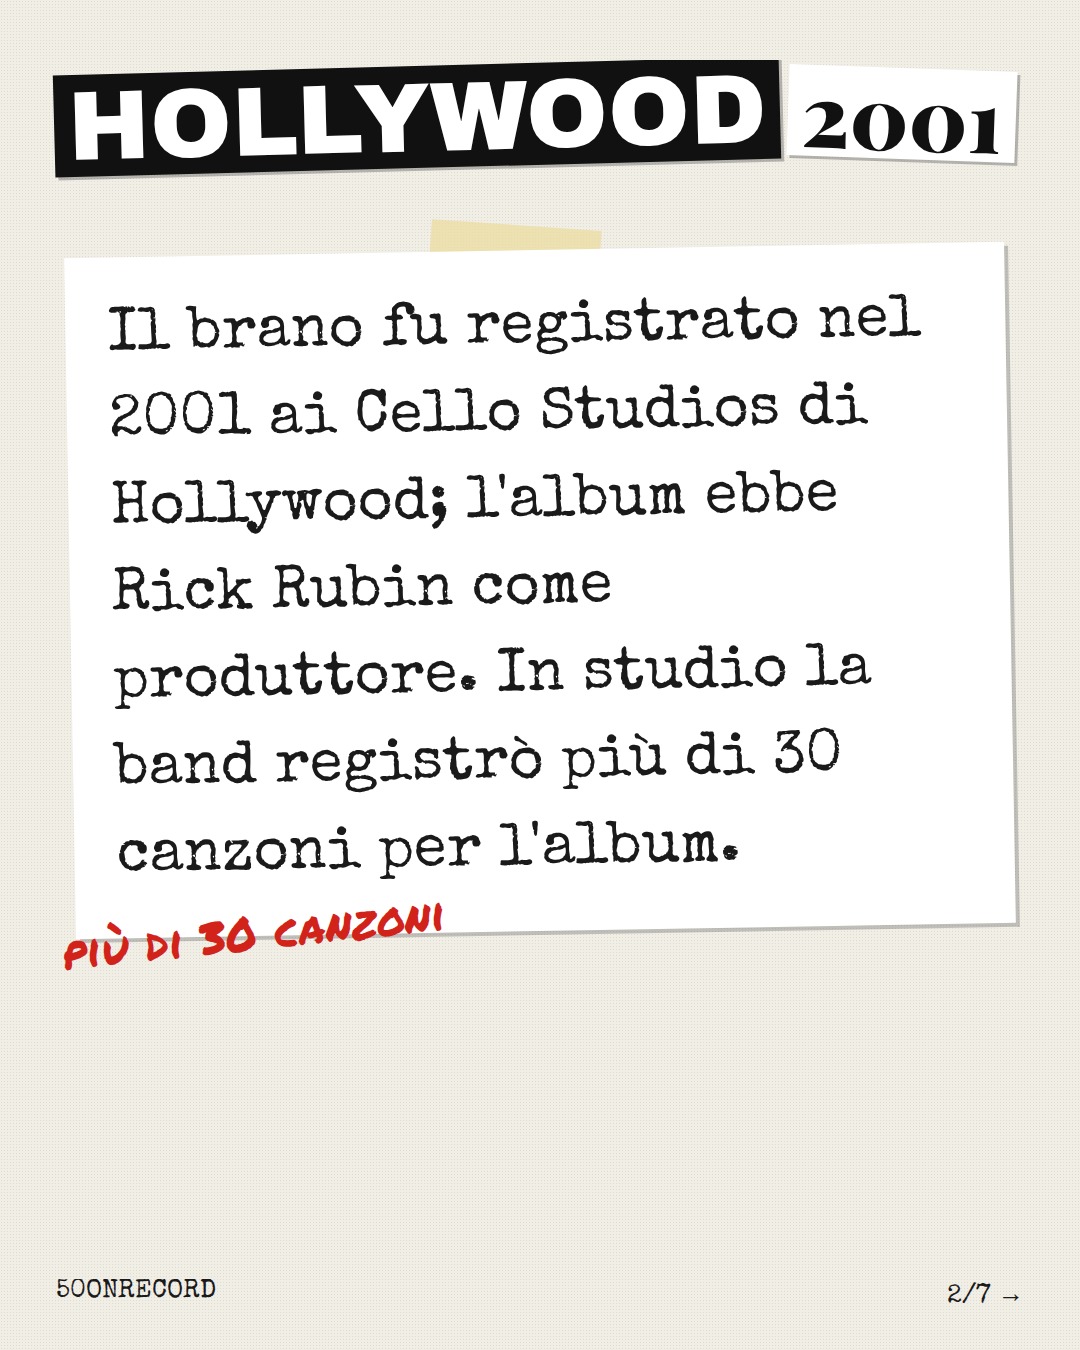 HOLLYWOOD 2001
Il brano fu registrato nel
2001 ai Cello Studios di
Hollywood; l'album ebbe
Rick Rubin come
produttore. In studio la
band registrò più di 30
canzoni per l'album.
PIÙ DI 30 CANZONI
500NRECORD
2/7 →